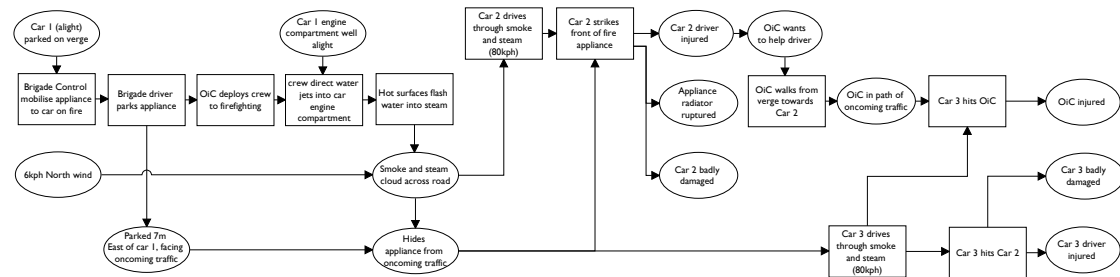 Car 1 (alight)
parked on verge
Brigade Control
mobilise appliance
to car on fire
Brigade driver
parks appliance
OiC deploys crew
to firefighting
Car 1 engine
compartment well
alight
crew direct water
jets into car
engine
compartment
Hot surfaces flash
water into steam
6kph North wind
Smoke and steam
cloud across road
Parked 7m
East of car 1, facing
oncoming traffic
Hides
appliance from
oncoming traffic
Car 2 drives
through smoke
and steam
(80kph)
Car 2 strikes
front of fire
appliance
Car 2 driver
injured
Appliance
radiator
ruptured
Car 2 badly
damaged
OiC wants
to help driver
OiC walks from
verge towards
Car 2
OiC in path of
oncoming traffic
Car 3 hits OiC
OiC injured
Car 3 drives
through smoke
and steam
(80kph)
Car 3 hits Car 2
Car 3 badly
damaged
Car 3 driver
injured